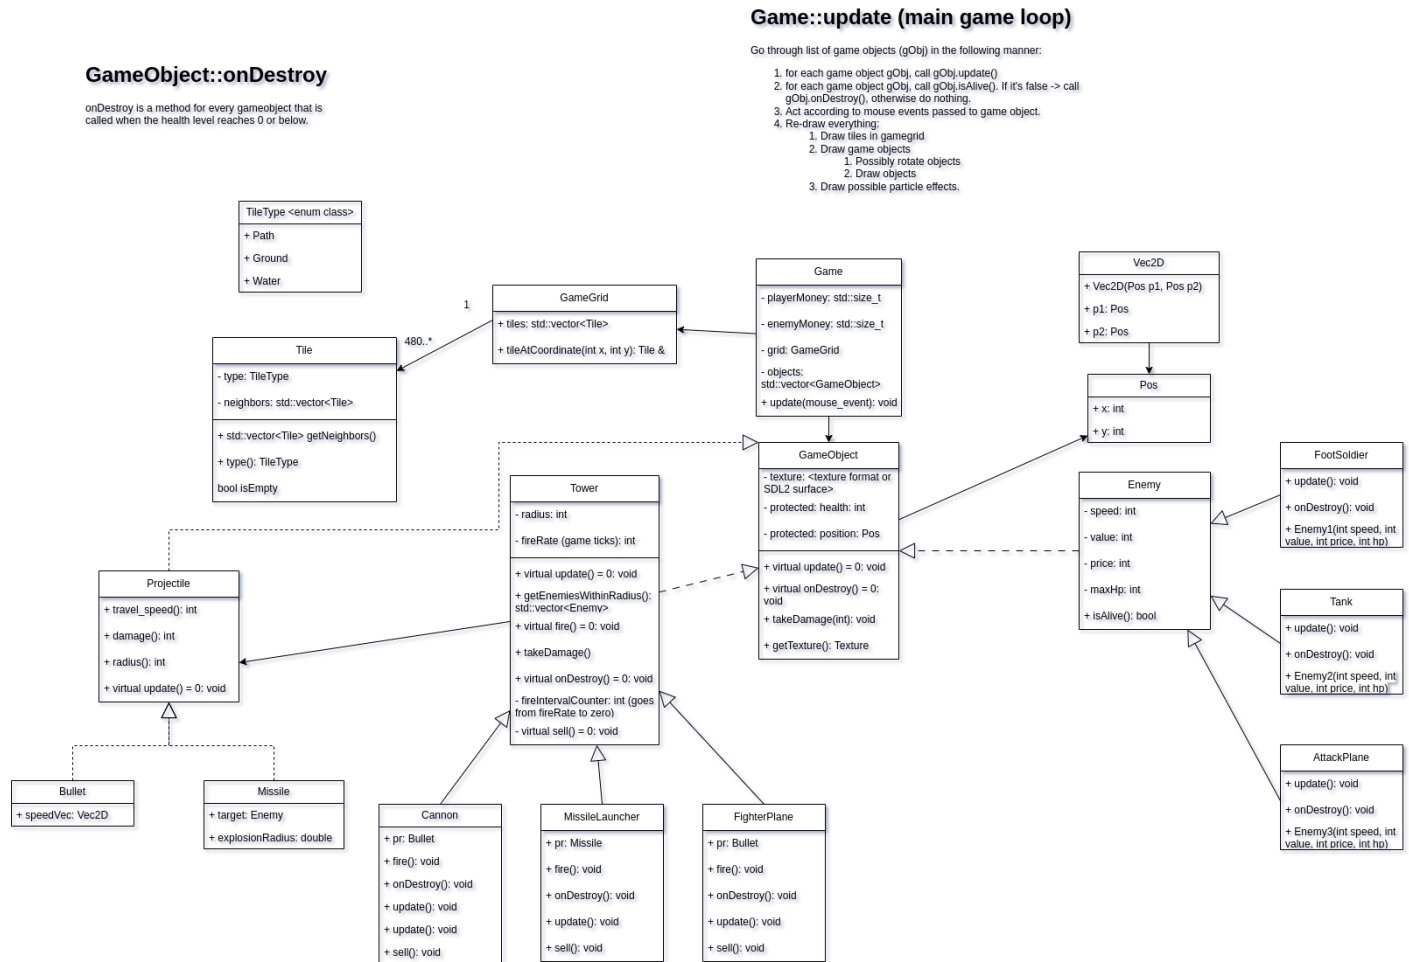 Game::update (main game loop)
Go through list of game objects (gObj) in the following manner:
1. for each game object gObj, call gObj.update()
2. for each game object gObj, call gObj.isAlive(). If it's false -> call
gObj.onDestroy(), otherwise do nothing.
3. Act according to mouse events passed to game object.
4. Re-draw everything:
1. Draw tiles in gamegrid
2. Draw game objects
1. Possibly rotate objects
2. Draw objects
3. Draw possible particle effects.
GameObject::onDestroy
onDestroy is a method for every gameobject that is
called when the health level reaches 0 or below.
TileType <enum class>
+ Path
+ Ground
+ Water
Tile
- type: TileType
- neighbors: std::vector<Tile>
+ std::vector<Tile> getNeighbors()
+ type(): TileType
bool isEmpty
1
480..*
GameGrid
+ tiles: std::vector<Tile>
+ tileAtCoordinate(int x, int y): Tile &
Game
- playerMoney: std::size_t
- enemyMoney: std::size_t
- grid: GameGrid
- objects:
std::vector<GameObject>
+ update(mouse_event): void
Vec2D
+ Vec2D(Pos p1, Pos p2)
+ p1: Pos
+ p2: Pos
Pos
+ x: int
+ y: int
GameObject
- texture: <texture format or
SDL2 surface>
- protected: health: int
- protected: position: Pos
+ virtual update() = 0: void
+ virtual onDestroy() = 0:
void
+ takeDamage(int): void
+ getTexture(): Texture
Tower
- radius: int
- fireRate (game ticks): int
+ virtual update() = 0: void
+ getEnemiesWithinRadius():
std::vector<Enemy>
+ virtual fire() = 0: void
+ takeDamage()
+ virtual onDestroy() = 0: void
- fireIntervalCounter: int (goes
from fireRate to zero)
- virtual sell() = 0: void
Enemy
- speed: int
- value: int
- price: int
- maxHp: int
+ isAlive(): bool
FootSoldier
+ update(): void
+ onDestroy(): void
+ Enemy1(int speed, int
value, int price, int hp)
Tank
+ update(): void
+ onDestroy(): void
+ Enemy2(int speed, int
value, int price, int hp)
AttackPlane
+ update(): void
+ onDestroy(): void
+ Enemy3(int speed, int
value, int price, int hp)
Projectile
+ travel_speed(): int
+ damage(): int
+ radius(): int
+ virtual update() = 0: void
Bullet
+ speedVec: Vec2D
Missile
+ target: Enemy
+ explosionRadius: double
Cannon
+ pr: Bullet
+ fire(): void
+ onDestroy(): void
+ update(): void
+ update(): void
+ sell(): void
MissileLauncher
+ pr: Missile
+ fire(): void
+ onDestroy(): void
+ update(): void
+ sell(): void
FighterPlane
+ pr: Bullet
+ fire(): void
+ onDestroy(): void
+ update(): void
+ sell(): void